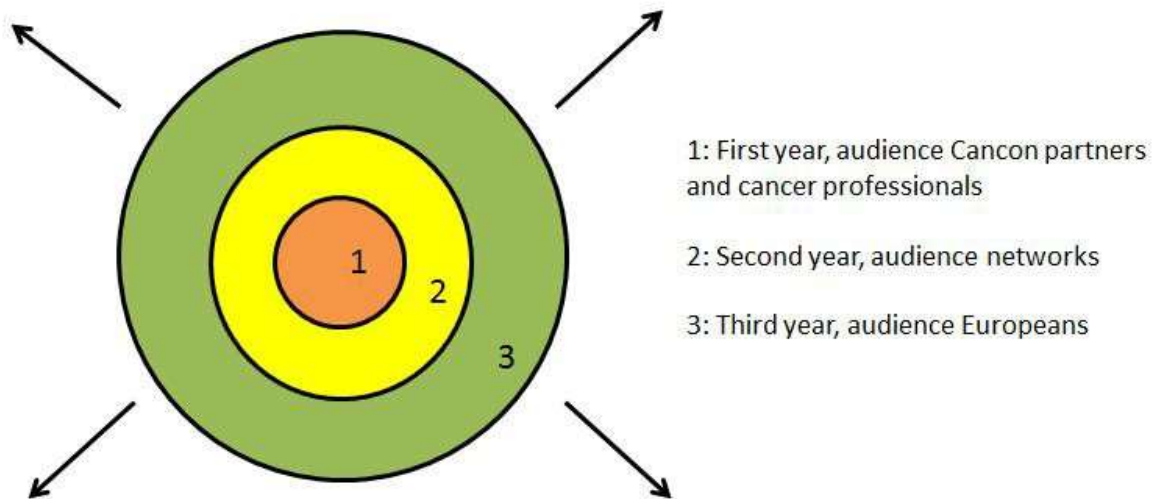 1
2
3
1: First year, audience Cancon partners
and cancer professionals
2: Second year, audience networks
3: Third year, audience Europeans